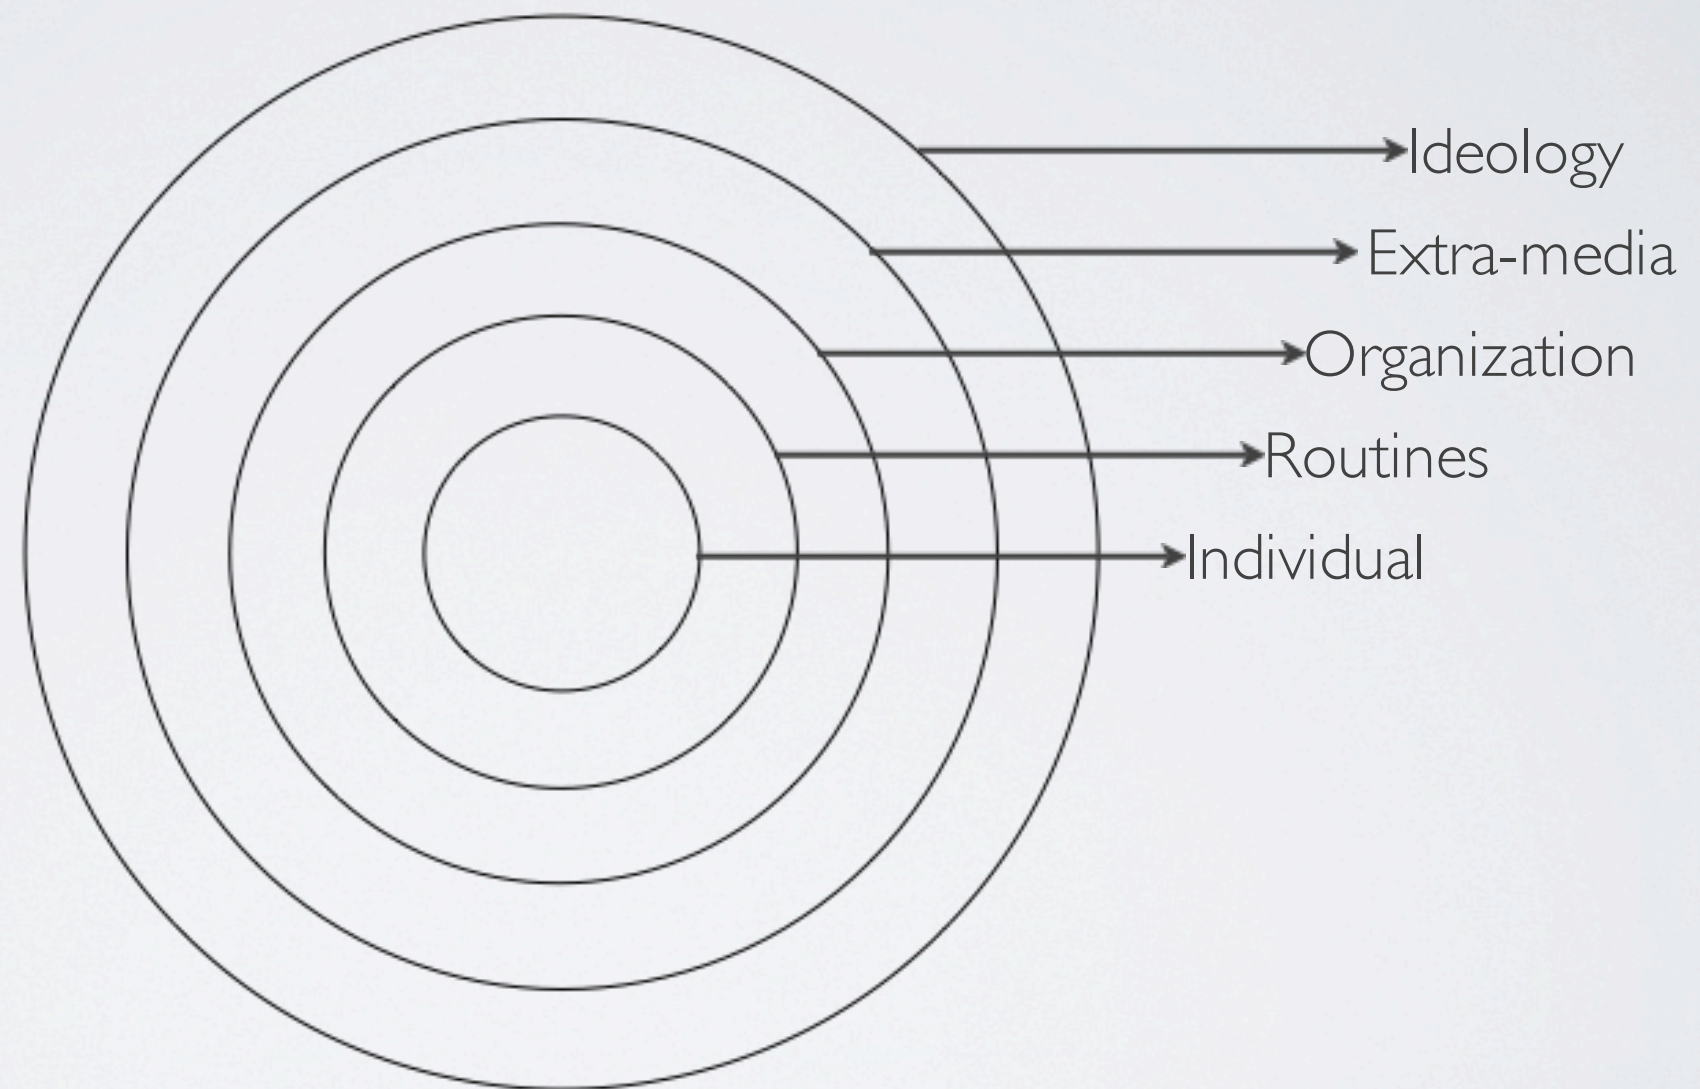 Ideology
Extra-media
Organization
Routines
Individual